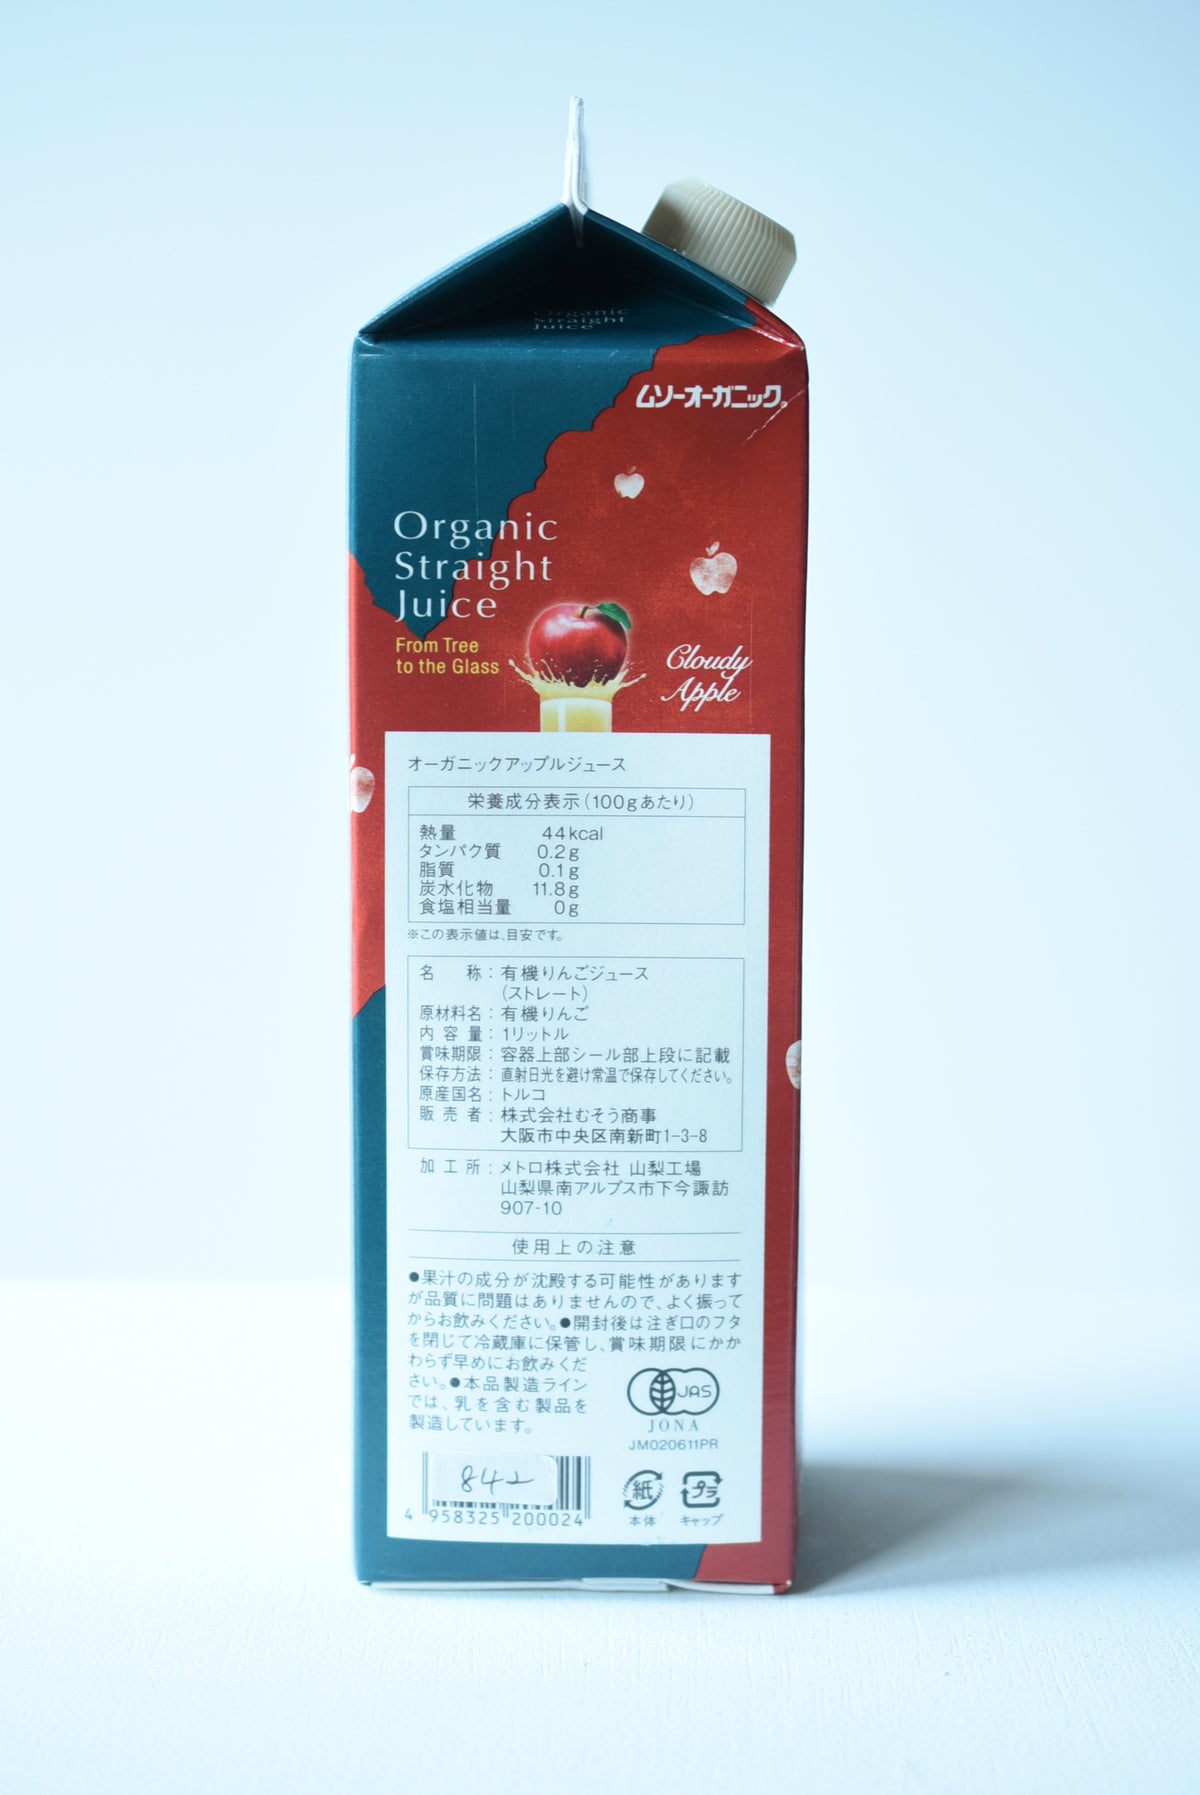 Organic
Straight
Juice
ムソーオーガニック®
Organic
Straight
Juice
From Tree
to the Glass
Cloudy
Apple
オーガニックアップルジュース
栄養成分表示(100gあたり)
熱量 44kcal
タンパク質 0.2g
脂質 0.1g
炭水化物 11.8g
食塩相当量 0g
※この表示値は、目安です。
名称:有機りんごジュース
(ストレート)
原材料名:有機りんご
内容量:1リットル
賞味期限:容器上部シール部上段に記載
保存方法:直射日光を避け常温で保存してください。
原産国名:トルコ
販売者:株式会社むそう商事
大阪市中央区南新町1-3-8
加工所:メトロ株式会社 山梨工場
山梨県南アルプス市下今諏訪
907-10
使用上の注意
●果汁の成分が沈殿する可能性があります
が品質に問題はありませんので、よく振って
からお飲みください。●開封後は注ぎ口のフタ
を閉じて冷蔵庫に保管し、賞味期限にかか
わらず早めにお飲みくだ
さい。●本品製造ライン
では、乳を含む製品を
製造しています。
JAS
JONA
JM020611PR
842
4 958325 200024
紙
本体
プラ
キャップ